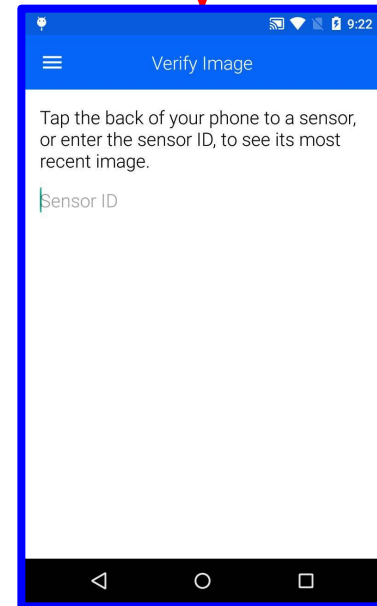 9:22
Verify Image
Tap the back of your phone to a sensor,
or enter the sensor ID, to see its most
recent image.
Sensor ID